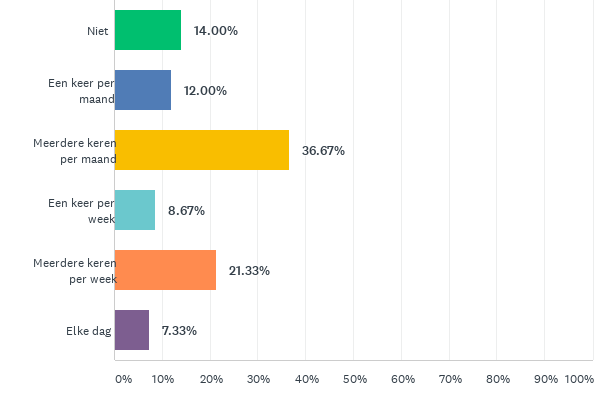 Niet
14.00%
Een keer per
maand
12.00%
Meerdere keren
per maand
36.67%
Een keer per
week
8.67%
Meerdere keren
per week
21.33%
Elke dag
7.33%
0% 10% 20% 30% 40% 50% 60% 70% 80% 90% 100%